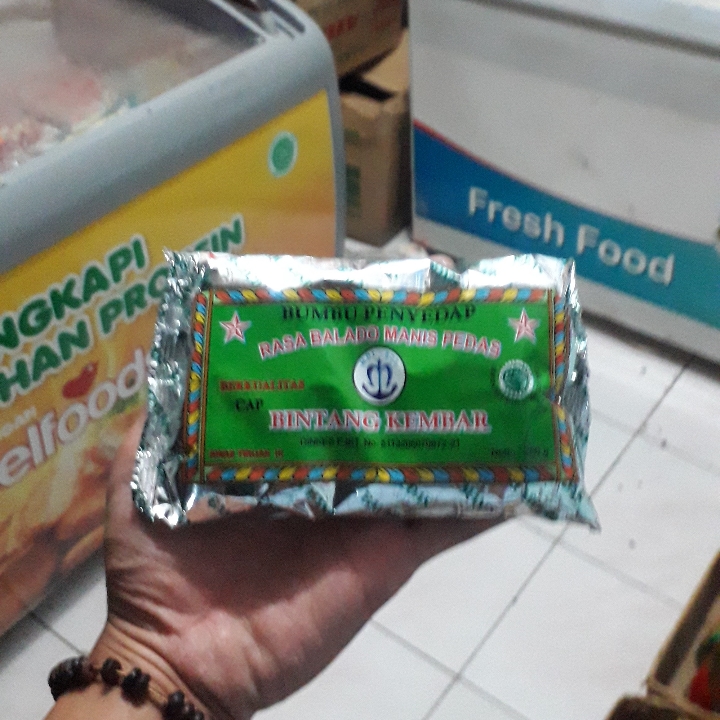 NGKAPI
HAN PROTEIN
elfood
Fresh Food
BUMBU PENYEDAP
RASA BALADO MANIS PEDAS
BERKUALITAS
CAP
BINTANG KEMBAR